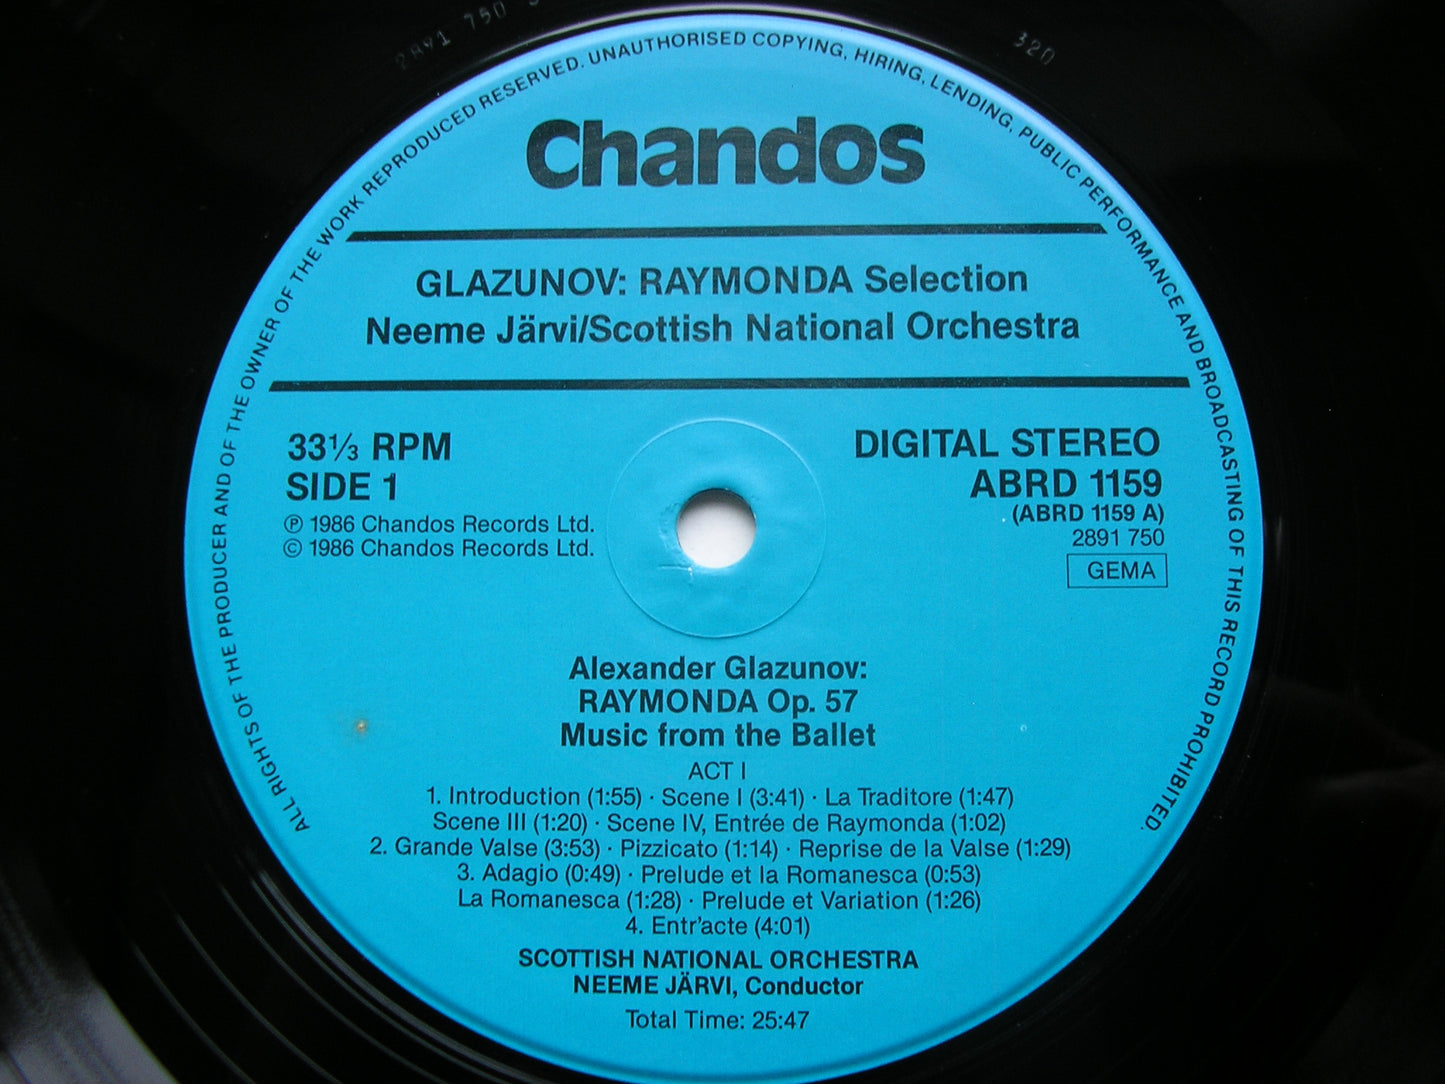 2891 750
320
ALL RIGHTS OF THE PRODUCER AND OF THE OWNER OF THE WORK REPRODUCED RESERVED. UNAUTHORISED COPYING, HIRING, LENDING, PUBLIC PERFORMANCE AND BROADCASTING OF THIS RECORD PROHIBITED.
Chandos
GLAZUNOV: RAYMONDA Selection
Neeme Järvi/Scottish National Orchestra
33⅓ RPM
SIDE 1
℗ 1986 Chandos Records Ltd.
© 1986 Chandos Records Ltd.
DIGITAL STEREO
ABRD 1159
(ABRD 1159 A)
2891 750
GEMA
Alexander Glazunov:
RAYMONDA Op. 57
Music from the Ballet
ACT I
1. Introduction (1:55) · Scene I (3:41) · La Traditore (1:47)
Scene III (1:20) · Scene IV, Entrée de Raymonda (1:02)
2. Grande Valse (3:53) · Pizzicato (1:14) · Reprise de la Valse (1:29)
3. Adagio (0:49) · Prelude et la Romanesca (0:53)
La Romanesca (1:28) · Prelude et Variation (1:26)
4. Entr'acte (4:01)
SCOTTISH NATIONAL ORCHESTRA
NEEME JÄRVI, Conductor
Total Time: 25:47